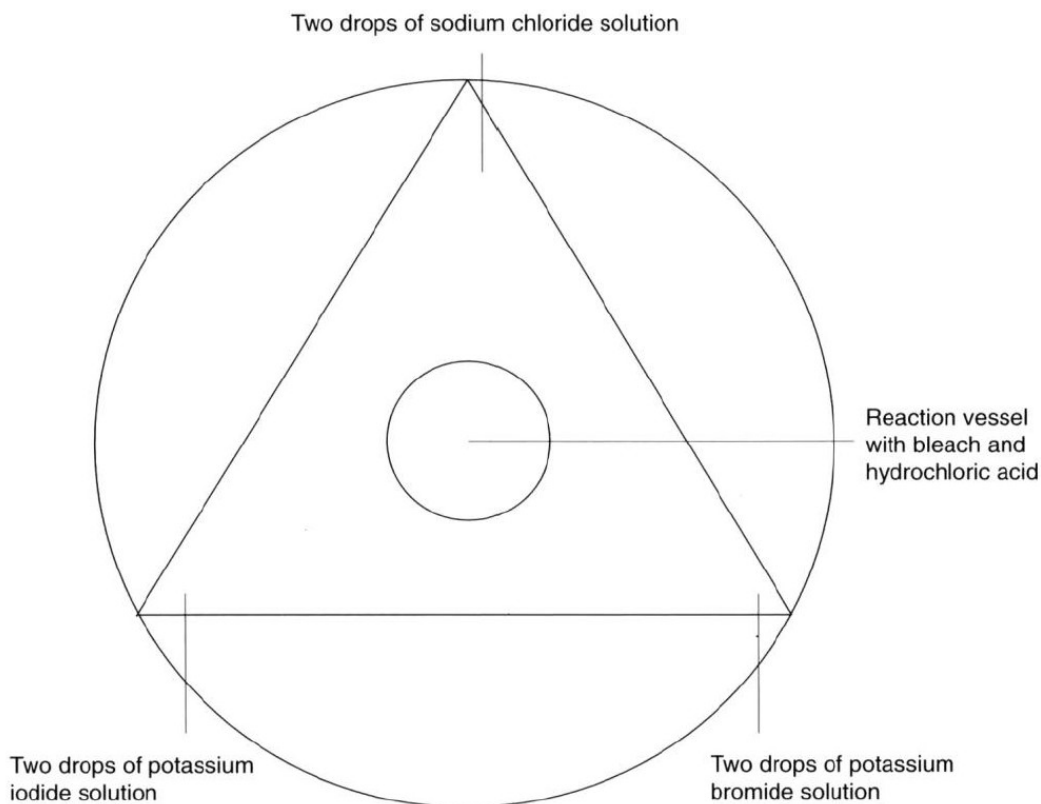 Two drops of sodium chloride solution
Reaction vessel
with bleach and
hydrochloric acid
Two drops of potassium
iodide solution
Two drops of potassium
bromide solution